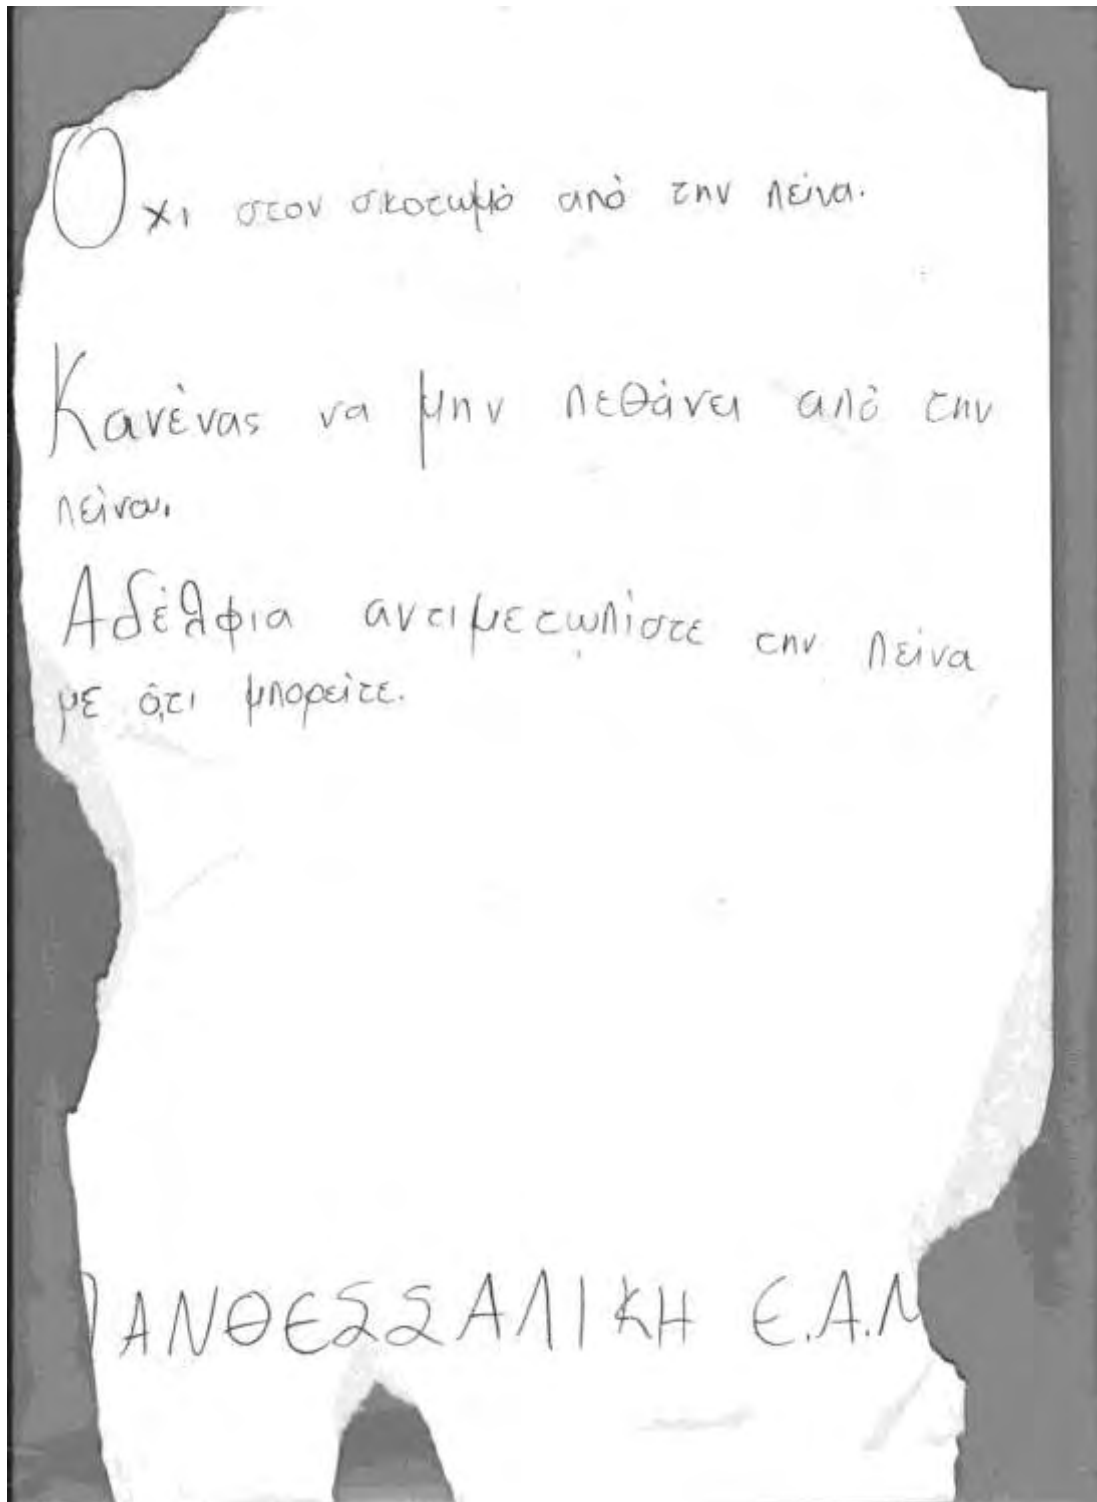 Όχι στον σκοτωμό από την πείνα.
Κανένας να μην πεθάνει από την
πείνα.
Αδέλφια αντιμετωπίστε την πείνα
με ό,τι μπορείτε.
ΠΑΝΘΕΣΣΑΛΙΚΗ Ε.Α.Μ